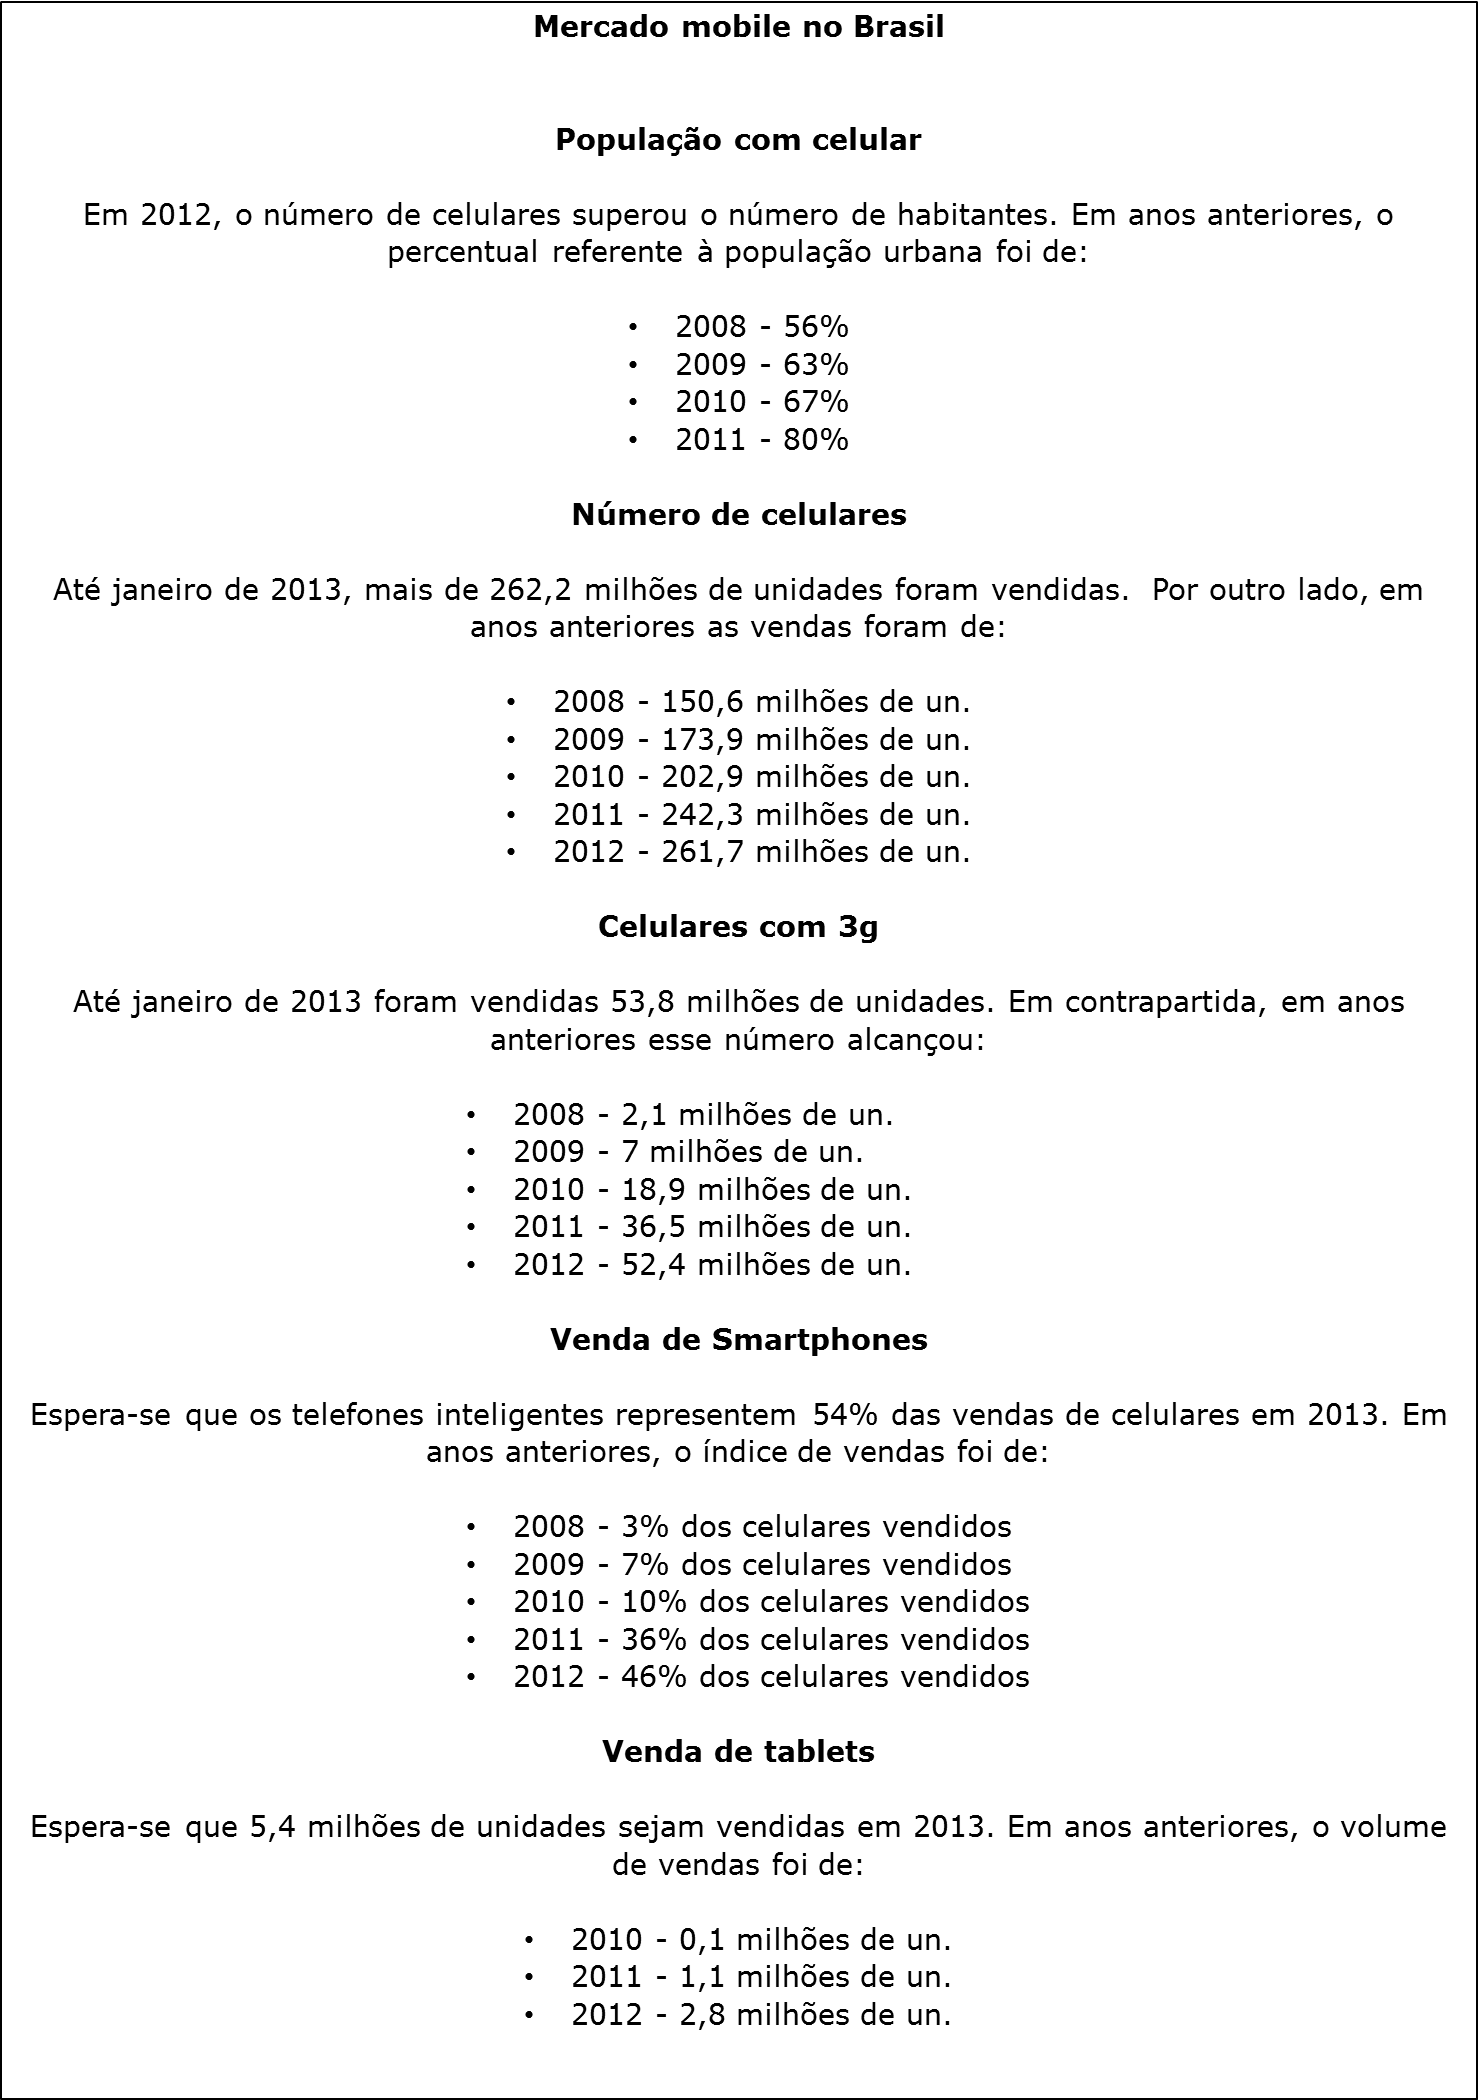 Mercado mobile no Brasil
População com celular
Em 2012, o número de celulares superou o número de habitantes. Em anos anteriores, o
percentual referente à população urbana foi de:
• 2008 - 56%
• 2009 - 63%
• 2010 - 67%
• 2011 - 80%
Número de celulares
Até janeiro de 2013, mais de 262,2 milhões de unidades foram vendidas. Por outro lado, em
anos anteriores as vendas foram de:
• 2008 - 150,6 milhões de un.
• 2009 - 173,9 milhões de un.
• 2010 - 202,9 milhões de un.
• 2011 - 242,3 milhões de un.
• 2012 - 261,7 milhões de un.
Celulares com 3g
Até janeiro de 2013 foram vendidas 53,8 milhões de unidades. Em contrapartida, em anos
anteriores esse número alcançou:
• 2008 - 2,1 milhões de un.
• 2009 - 7 milhões de un.
• 2010 - 18,9 milhões de un.
• 2011 - 36,5 milhões de un.
• 2012 - 52,4 milhões de un.
Venda de Smartphones
Espera-se que os telefones inteligentes representem 54% das vendas de celulares em 2013. Em
anos anteriores, o índice de vendas foi de:
• 2008 - 3% dos celulares vendidos
• 2009 - 7% dos celulares vendidos
• 2010 - 10% dos celulares vendidos
• 2011 - 36% dos celulares vendidos
• 2012 - 46% dos celulares vendidos
Venda de tablets
Espera-se que 5,4 milhões de unidades sejam vendidas em 2013. Em anos anteriores, o volume
de vendas foi de:
• 2010 - 0,1 milhões de un.
• 2011 - 1,1 milhões de un.
• 2012 - 2,8 milhões de un.